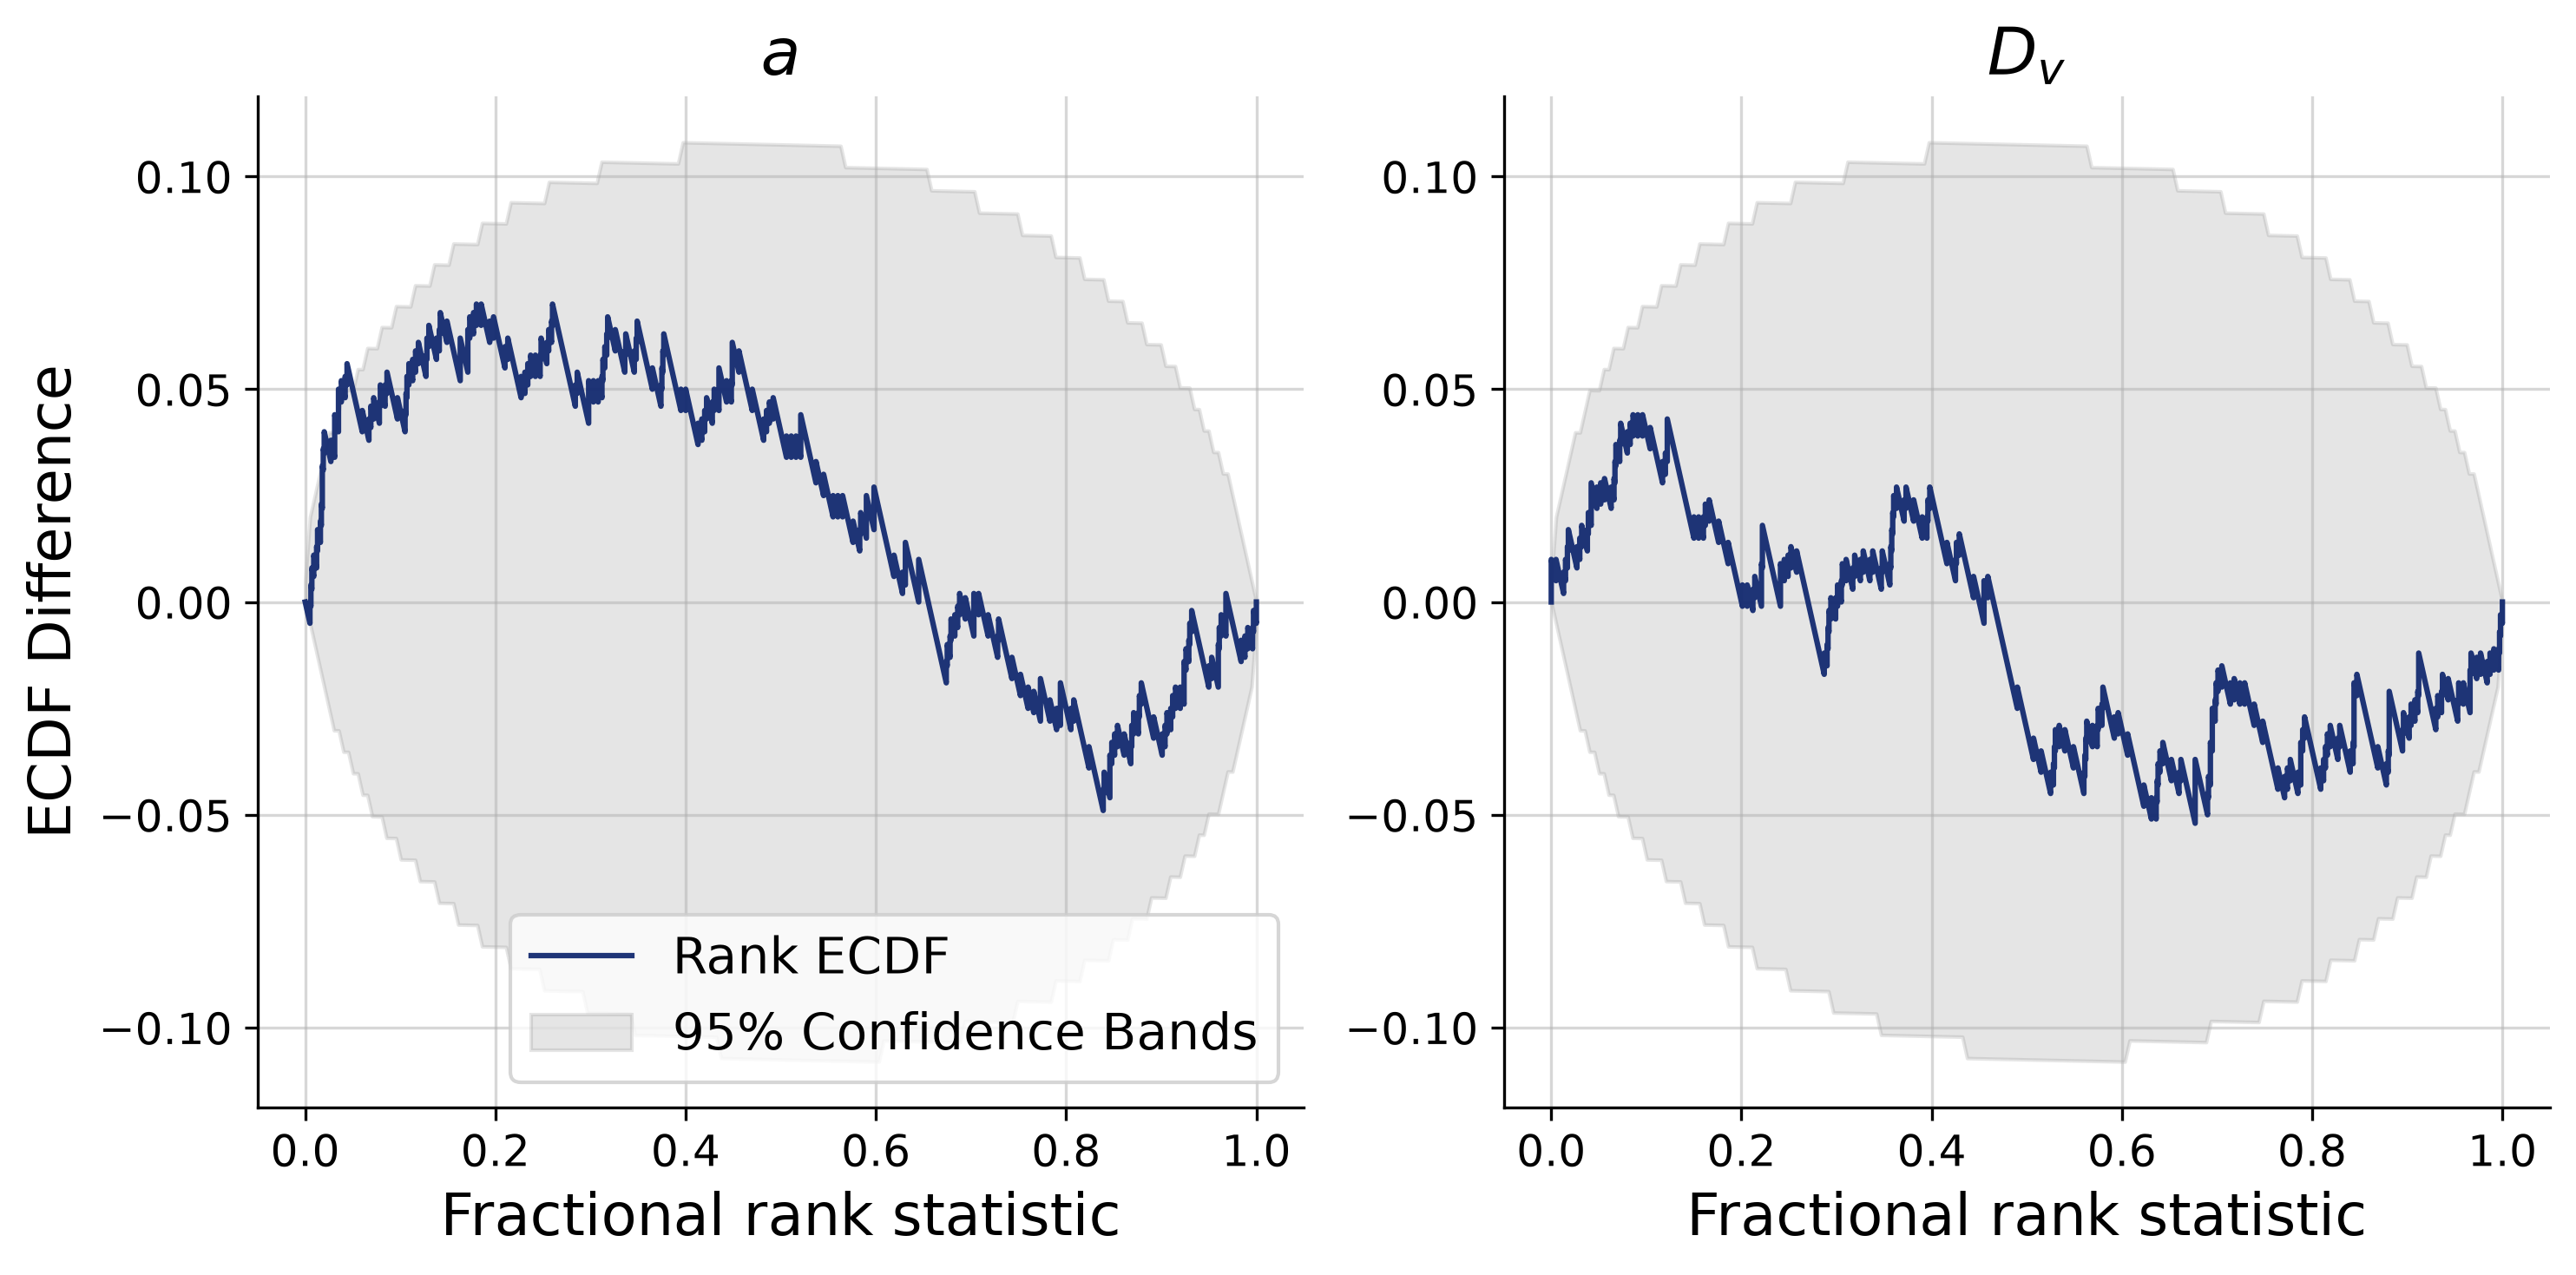 a
D_v
ECDF Difference
0.10
0.05
0.00
−0.05
−0.10
0.10
0.05
0.00
−0.05
−0.10
Rank ECDF
95% Confidence Bands
0.0 0.2 0.4 0.6 0.8 1.0
0.0 0.2 0.4 0.6 0.8 1.0
Fractional rank statistic
Fractional rank statistic